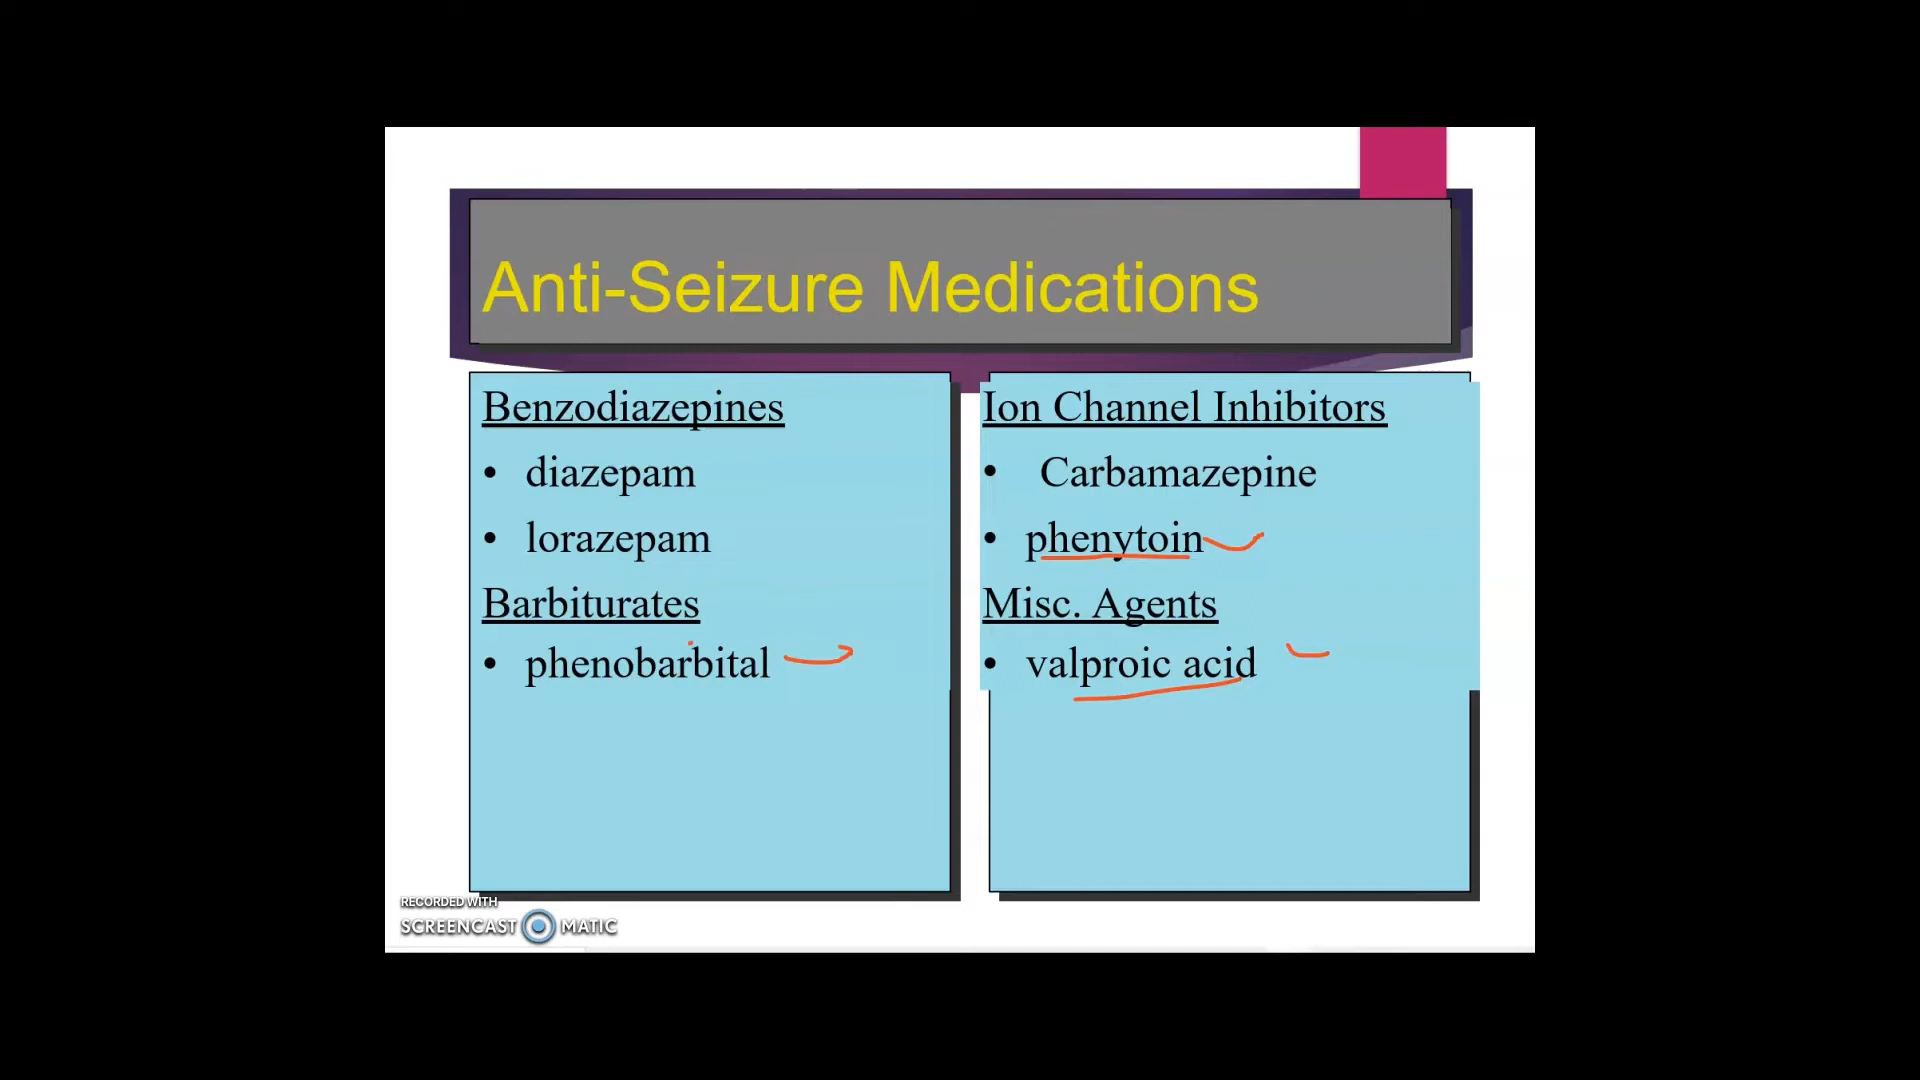 Anti-Seizure Medications
Benzodiazepines
• diazepam
• lorazepam
Barbiturates
• phenobarbital
Ion Channel Inhibitors
• Carbamazepine
• phenytoin
Misc. Agents
• valproic acid
RECORDED WITH
SCREENCAST MATIC